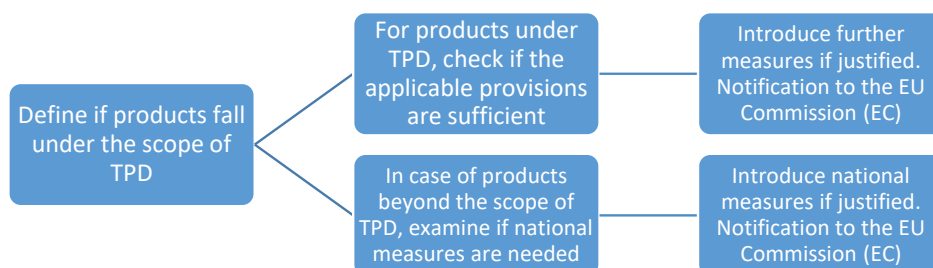 Define if products fall
under the scope of
TPD
For products under
TPD, check if the
applicable provisions
are sufficient
Introduce further
measures if justified.
Notification to the EU
Commission (EC)
In case of products
beyond the scope of
TPD, examine if national
measures are needed
Introduce national
measures if justified.
Notification to the EU
Commission (EC)